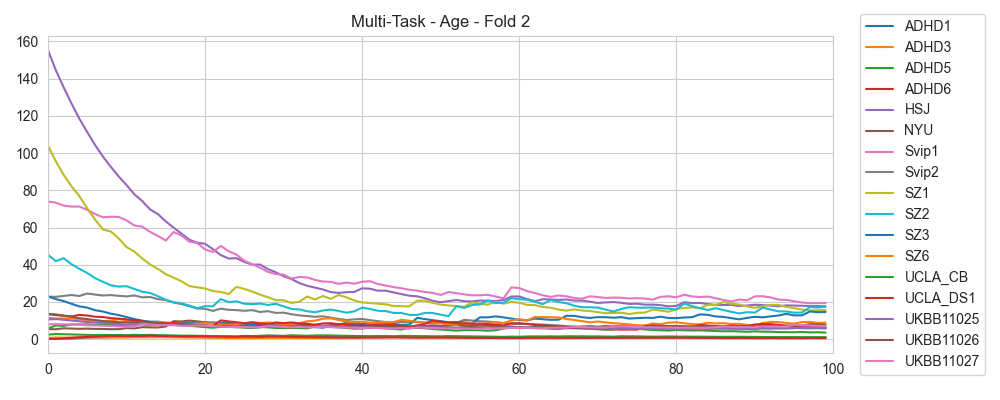 Multi-Task - Age - Fold 2
160
140
120
100
80
60
40
20
0
0 20 40 60 80 100
ADHD1
ADHD3
ADHD5
ADHD6
HSJ
NYU
Svip1
Svip2
SZ1
SZ2
SZ3
SZ6
UCLA_CB
UCLA_DS1
UKBB11025
UKBB11026
UKBB11027